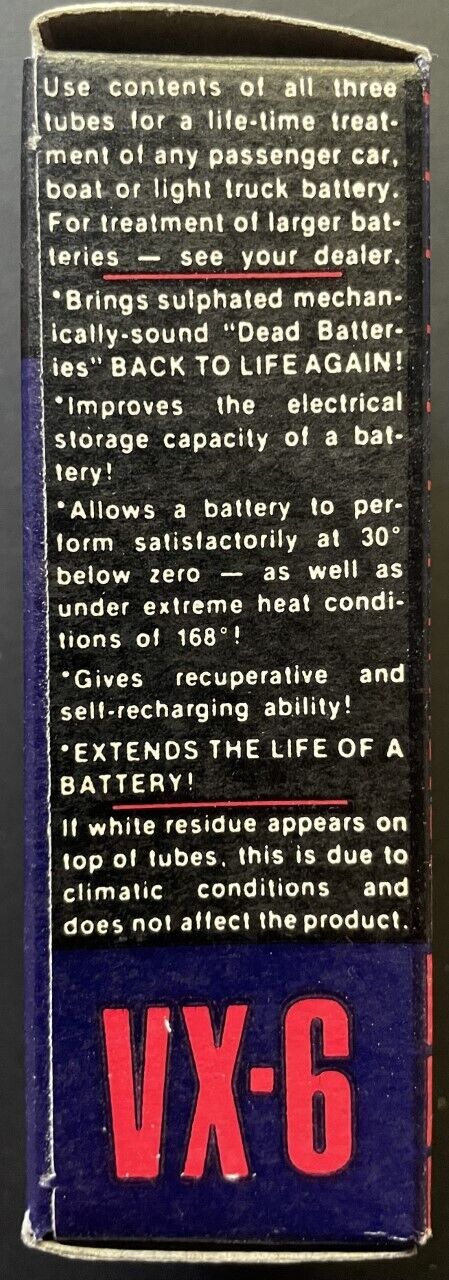 Use contents of all three
tubes for a life-time treat-
ment of any passenger car,
boat or light truck battery.
For treatment of larger bat-
teries — see your dealer.
*Brings sulphated mechan-
ically-sound "Dead Batter-
ies" BACK TO LIFE AGAIN!
*Improves the electrical
storage capacity of a bat-
tery!
*Allows a battery to per-
form satisfactorily at 30°
below zero — as well as
under extreme heat condi-
tions of 168°!
*Gives recuperative and
self-recharging ability!
*EXTENDS THE LIFE OF A
BATTERY!
If white residue appears on
top of tubes, this is due to
climatic conditions and
does not affect the product.
VX-6